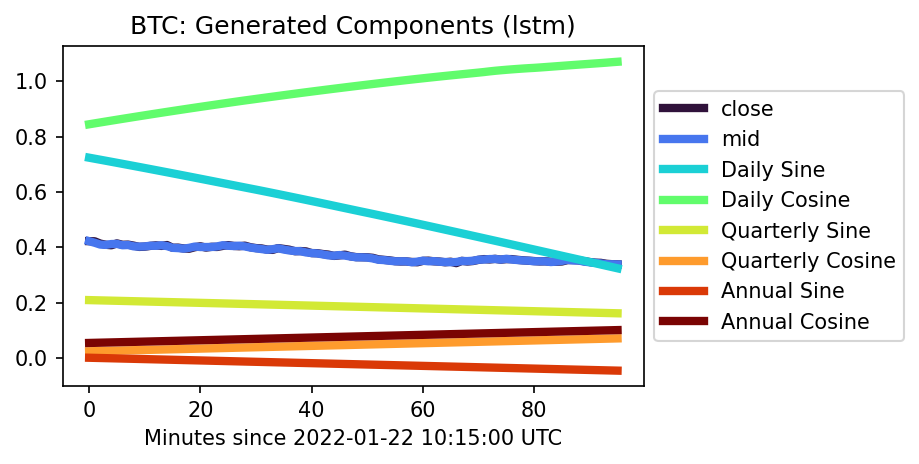 BTC: Generated Components (lstm)
1.0
0.8
0.6
0.4
0.2
0.0
0 20 40 60 80
Minutes since 2022-01-22 10:15:00 UTC
close
mid
Daily Sine
Daily Cosine
Quarterly Sine
Quarterly Cosine
Annual Sine
Annual Cosine